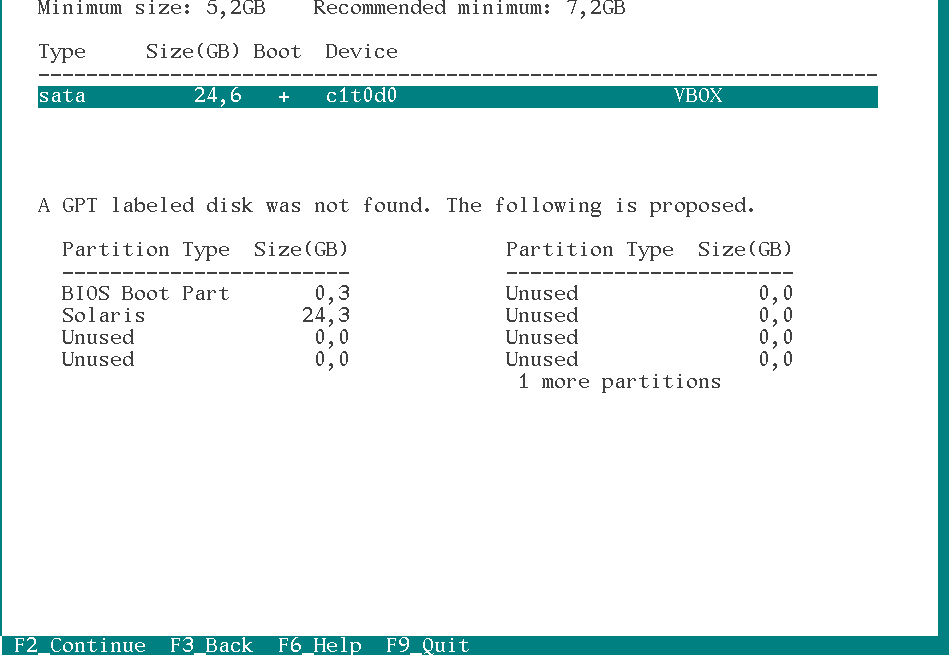 Minimum size: 5,2GB    Recommended minimum: 7,2GB
Type     Size(GB) Boot  Device
----------------------------------------------------------------------
sata         24,6   +   c1t0d0                       VBOX
A GPT labeled disk was not found. The following is proposed.
Partition Type  Size(GB)             Partition Type  Size(GB)
------------------------             ------------------------
BIOS Boot Part       0,3             Unused               0,0
Solaris             24,3             Unused               0,0
Unused               0,0             Unused               0,0
Unused               0,0             Unused               0,0
1 more partitions
F2_Continue  F3_Back  F6_Help  F9_Quit